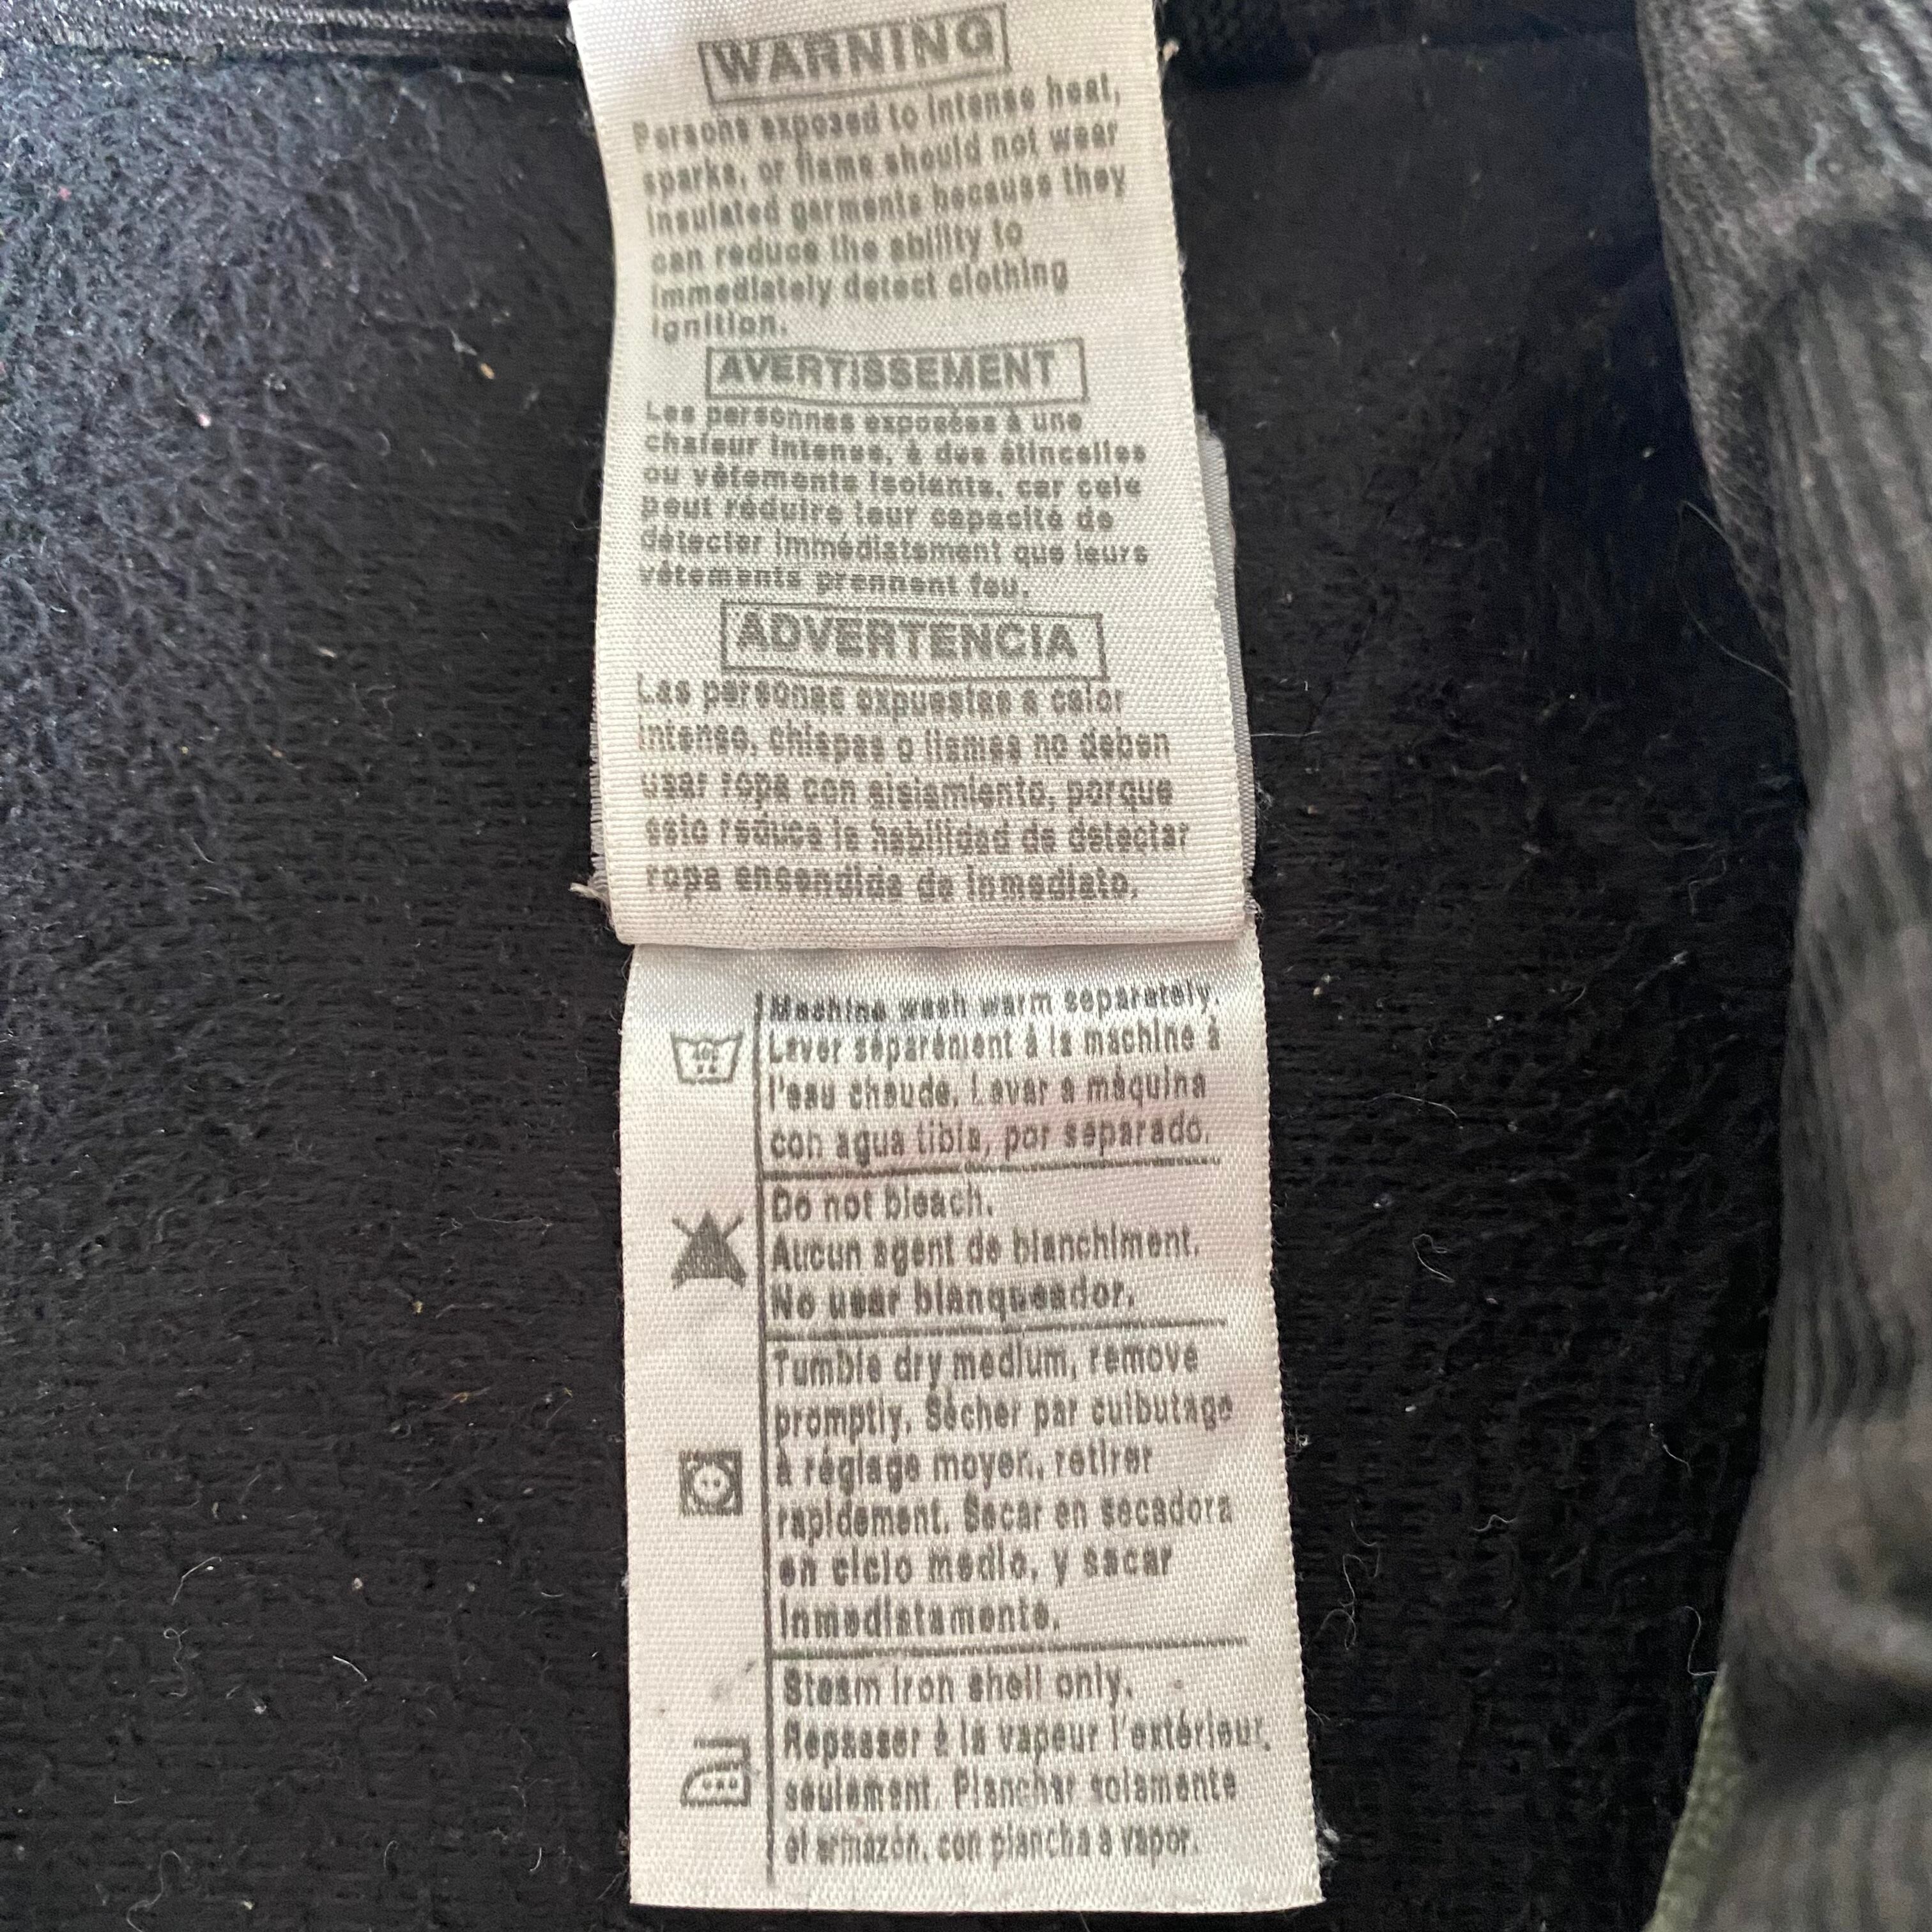 WARNING
Persons exposed to intense heat,
sparks, or flame should not wear
insulated garments because they
can reduce the ability to
immediately detect clothing
ignition.
AVERTISSEMENT
Les personnes exposées à une
chaleur intense, à des étincelles
ou vêtements isolants, car cela
peut réduire leur capacité de
détecter immédiatement que leurs
vêtements prennent feu.
ADVERTENCIA
Las personas expuestas a calor
intenso, chispas o llamas no deben
usar ropa con aislamiento, porque
esto reduce la habilidad de detectar
ropa encendida de inmediato.
Machine wash warm separately.
Laver séparément à la machine à
l'eau chaude. Lavar a máquina
con agua tibia, por separado.
Do not bleach.
Aucun agent de blanchiment.
No usar blanqueador.
Tumble dry medium, remove
promptly. Sécher par culbutage
à réglage moyen, retirer
rapidement. Secar en secadora
en ciclo medio, y sacar
inmediatamente.
Steam iron shell only.
Repasser à la vapeur l'extérieur
seulement. Planchar solamente
el armazón, con plancha a vapor.